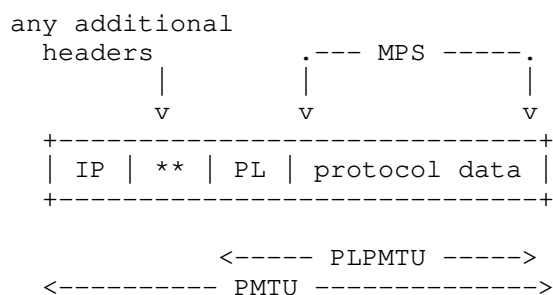 any additional
   headers            .--- MPS -----.
          |           |             |
          v           v             v
   +------------------------------+
   | IP | ** | PL | protocol data |
   +------------------------------+

              <----- PLPMTU ----->
   <---------- PMTU -------------->